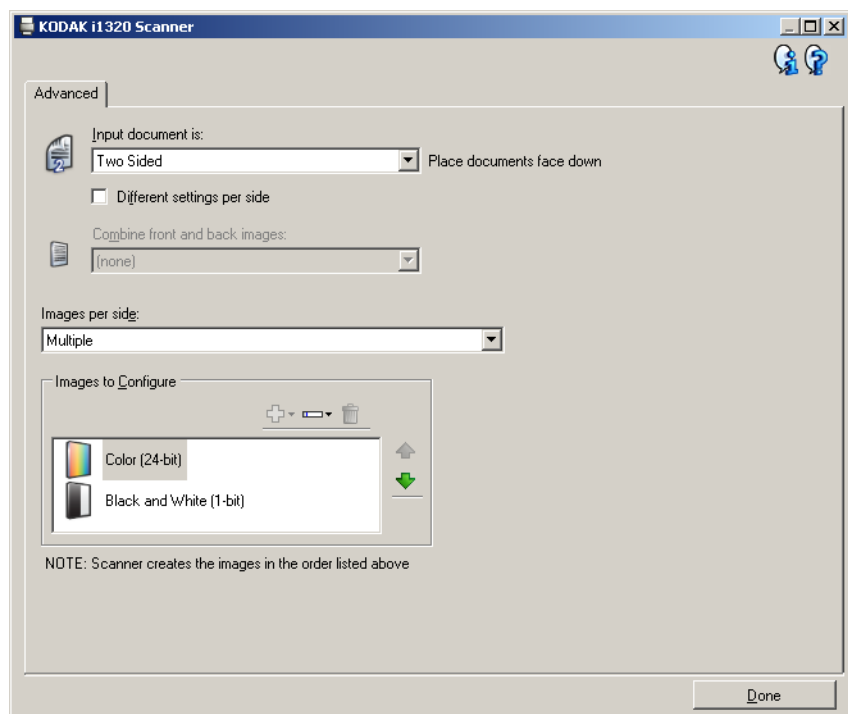 KODAK i1320 Scanner
Advanced
Input document is:
Two Sided
Place documents face down
Different settings per side
Combine front and back images:
(none)
Images per side:
Multiple
Images to Configure
Color (24-bit)
Black and White (1-bit)
NOTE: Scanner creates the images in the order listed above
Done